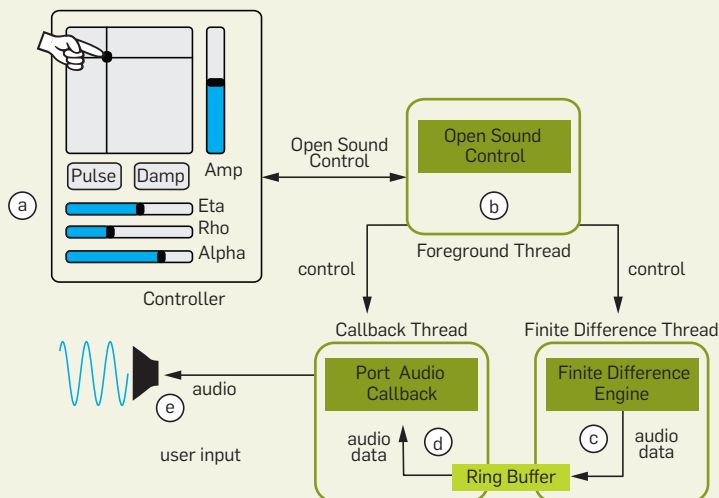 Pulse
Damp
Amp
Eta
Rho
Alpha
a
Controller
Open Sound
Control
Open Sound
Control
b
Foreground Thread
control
control
Callback Thread
Finite Difference Thread
Port Audio
Callback
Finite Difference
Engine
audio
e
user input
audio
data
d
c
audio
data
Ring Buffer